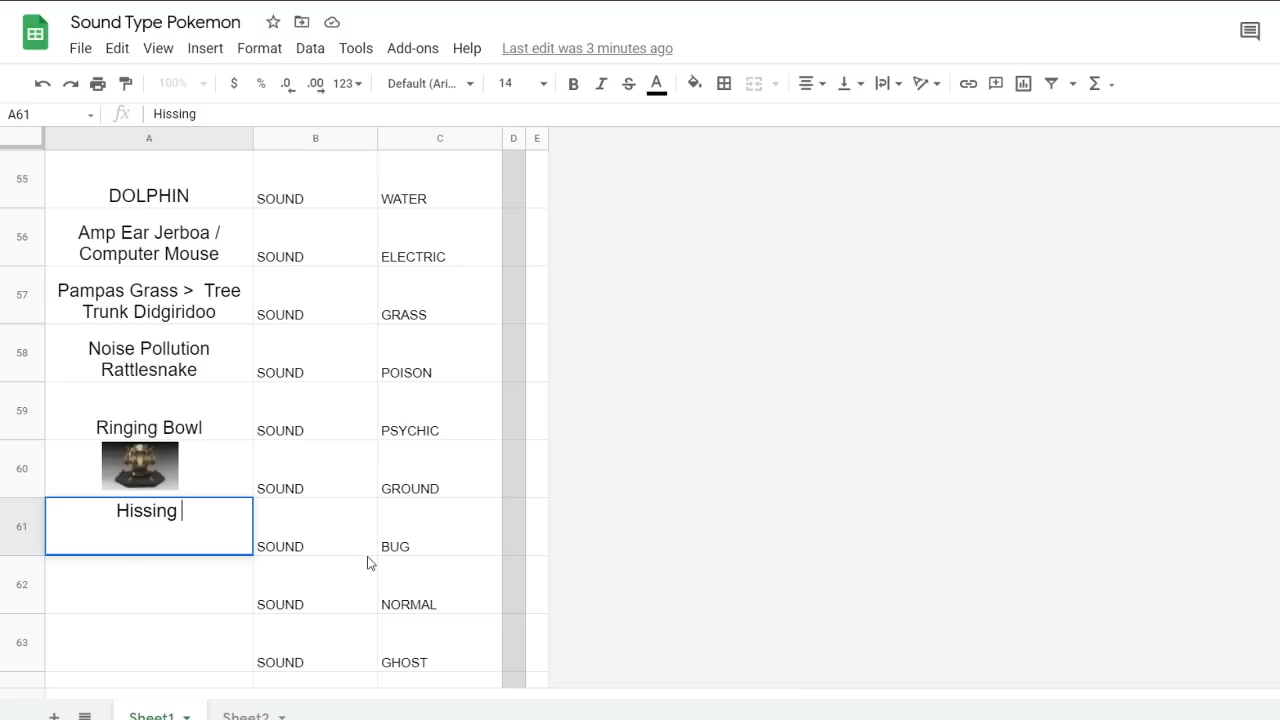 Sound Type Pokemon
File Edit View Insert Format Data Tools Add-ons Help Last edit was 3 minutes ago
100% $ % .0 .00 123 Default (Ari... 14 B I S A Σ
A61 fx Hissing
A B C D E
55 DOLPHIN SOUND WATER
56 Amp Ear Jerboa /
Computer Mouse SOUND ELECTRIC
57 Pampas Grass > Tree
Trunk Didgiridoo SOUND GRASS
58 Noise Pollution
Rattlesnake SOUND POISON
59 Ringing Bowl SOUND PSYCHIC
60 SOUND GROUND
61 Hissing SOUND BUG
62 SOUND NORMAL
63 SOUND GHOST
+ Sheet1 Sheet2